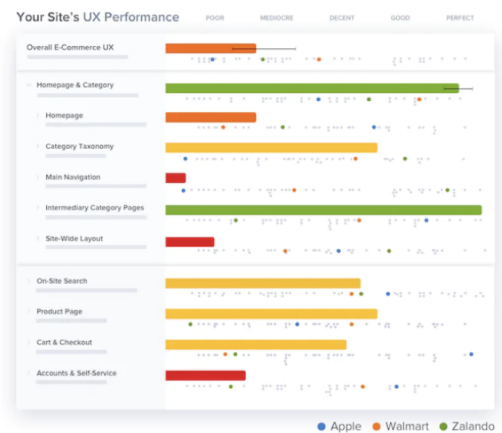 Your Site's UX Performance
POOR MEDIOCRE DECENT GOOD PERFECT
Overall E-Commerce UX
Homepage & Category
Homepage
Category Taxonomy
Main Navigation
Intermediary Category Pages
Site-Wide Layout
On-Site Search
Product Page
Cart & Checkout
Accounts & Self-Service
Apple Walmart Zalando